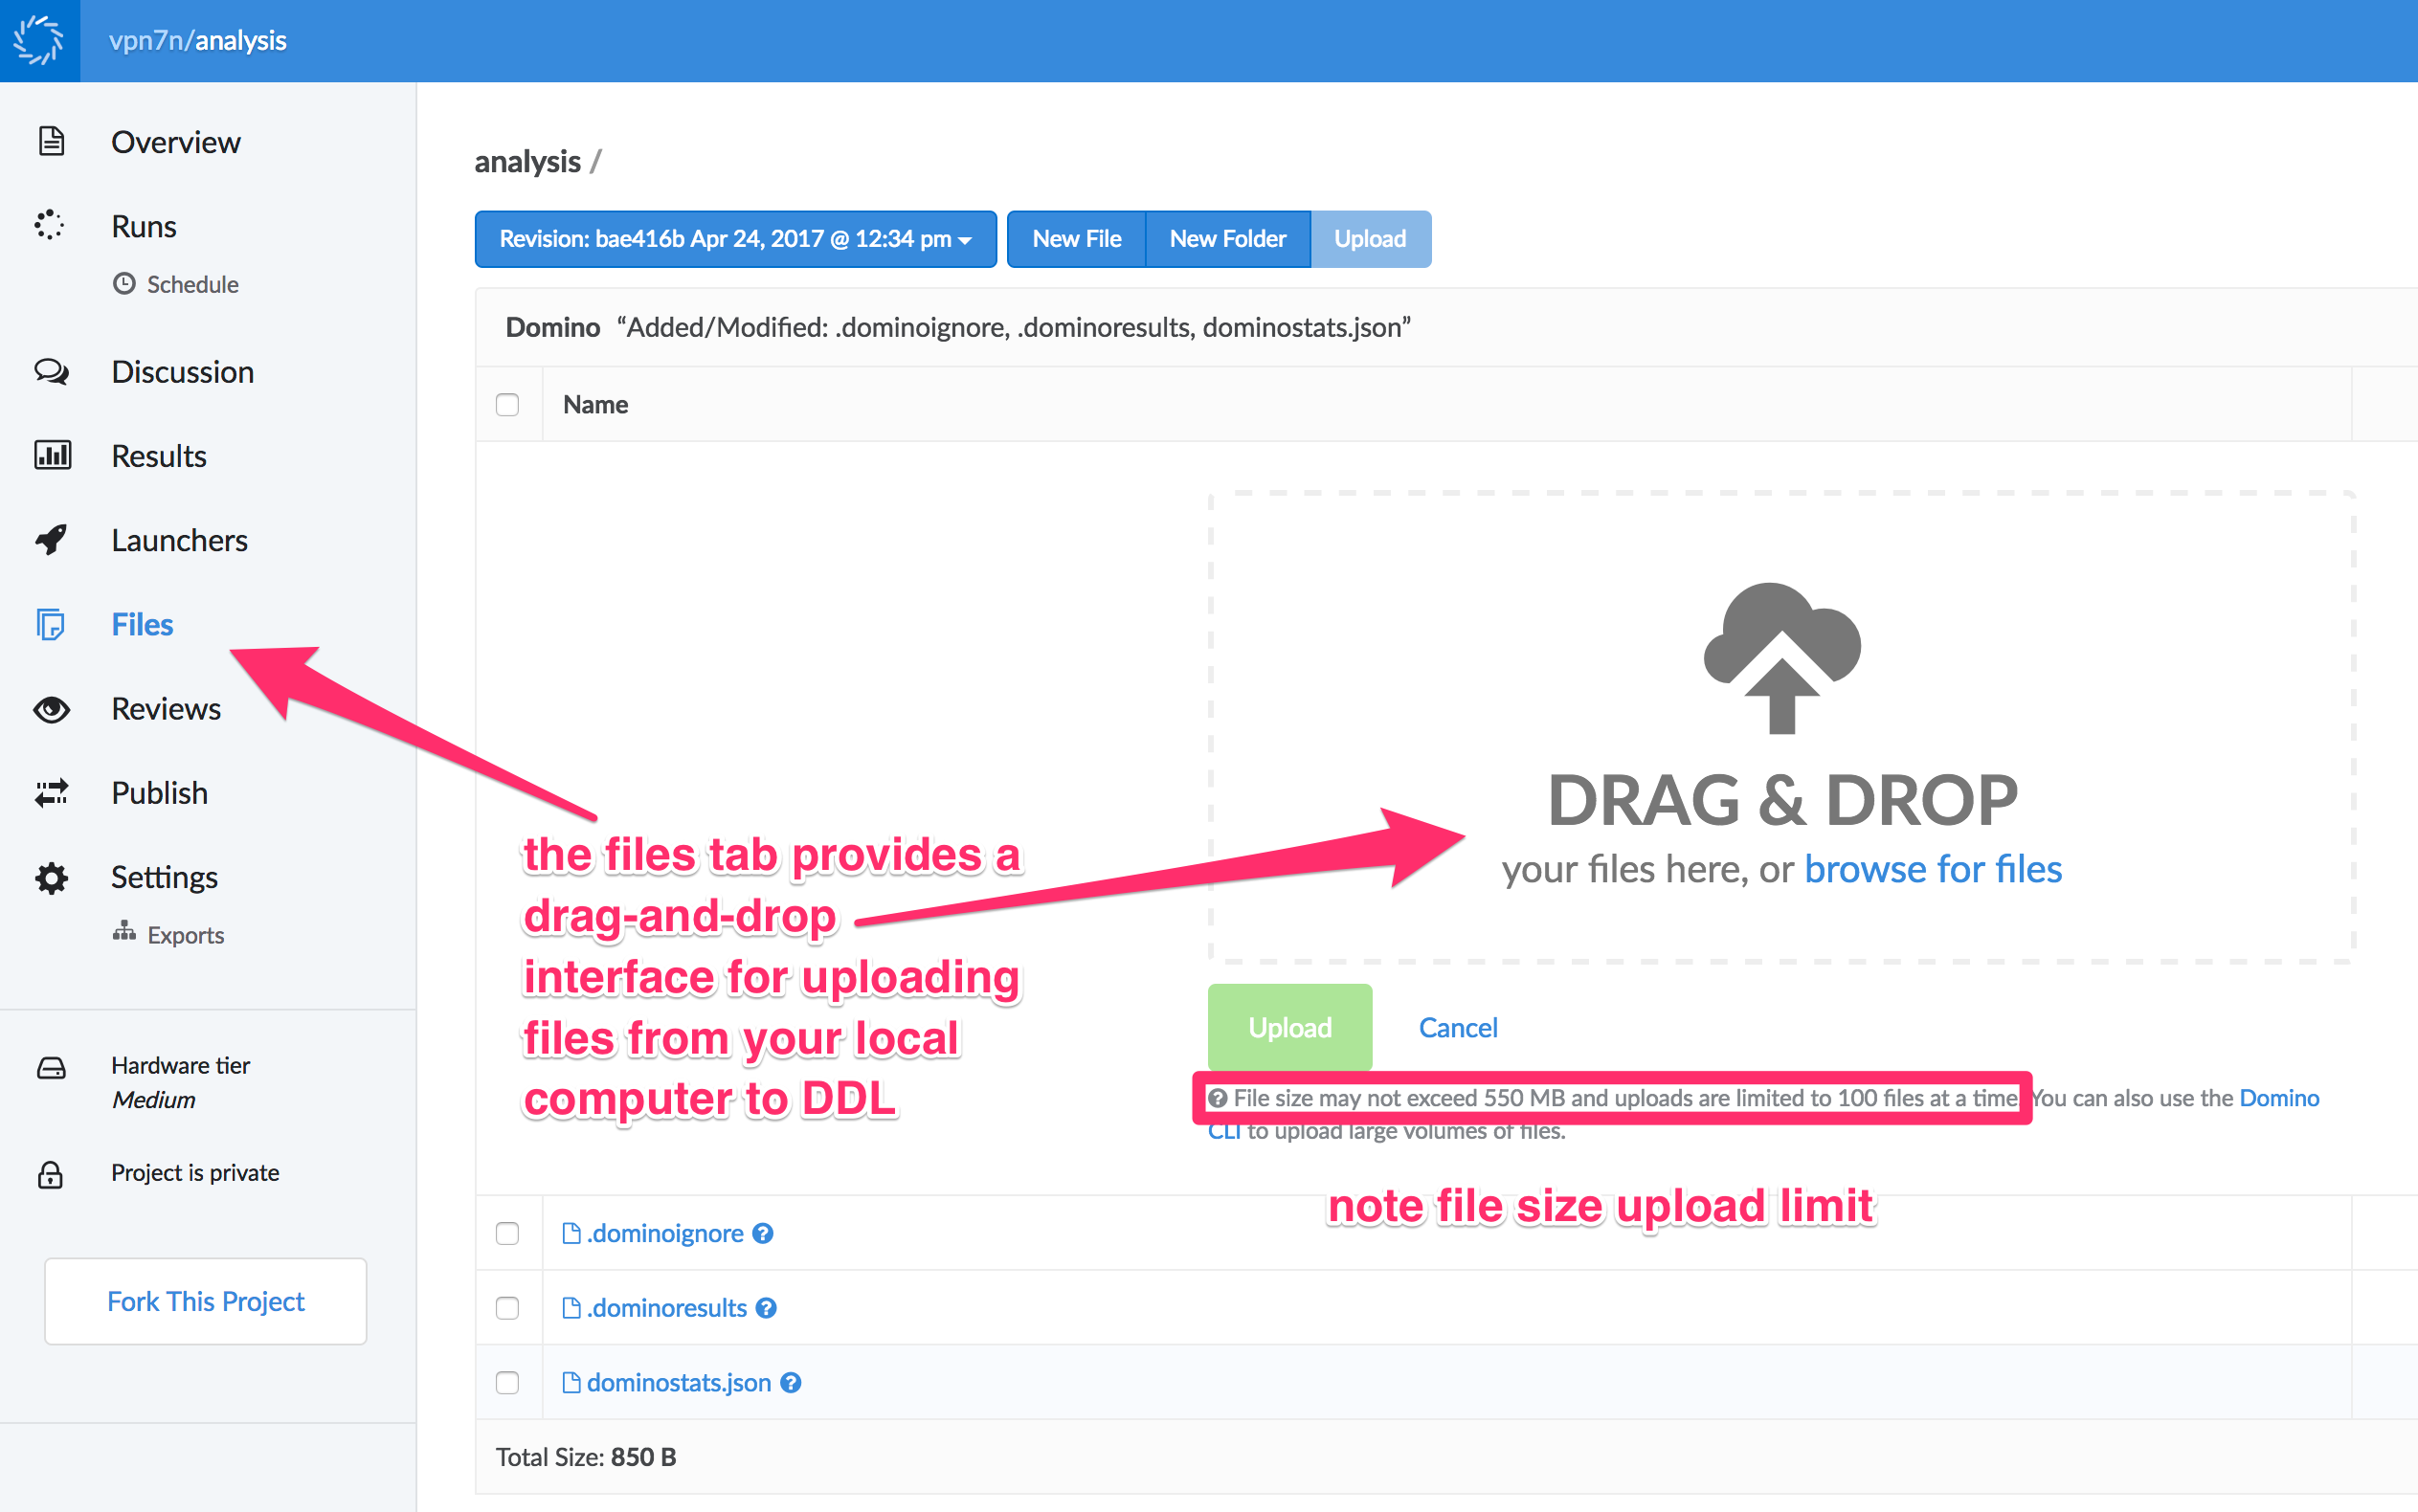 vpn7n/analysis
Overview
Runs
Schedule
Discussion
Results
Launchers
Files
Reviews
Publish
Settings
Exports
Hardware tier
Medium
Project is private
Fork This Project
analysis /
Revision: bae416b Apr 24, 2017 @ 12:34 pm
New File
New Folder
Upload
Domino “Added/Modified: .dominoignore, .dominoresults, dominostats.json”
Name
DRAG & DROP
your files here, or browse for files
the files tab provides a
drag-and-drop
interface for uploading
files from your local
computer to DDL
Upload
Cancel
File size may not exceed 550 MB and uploads are limited to 100 files at a time. You can also use the Domino
CLI to upload large volumes of files.
note file size upload limit
.dominoignore
.dominoresults
dominostats.json
Total Size: 850 B